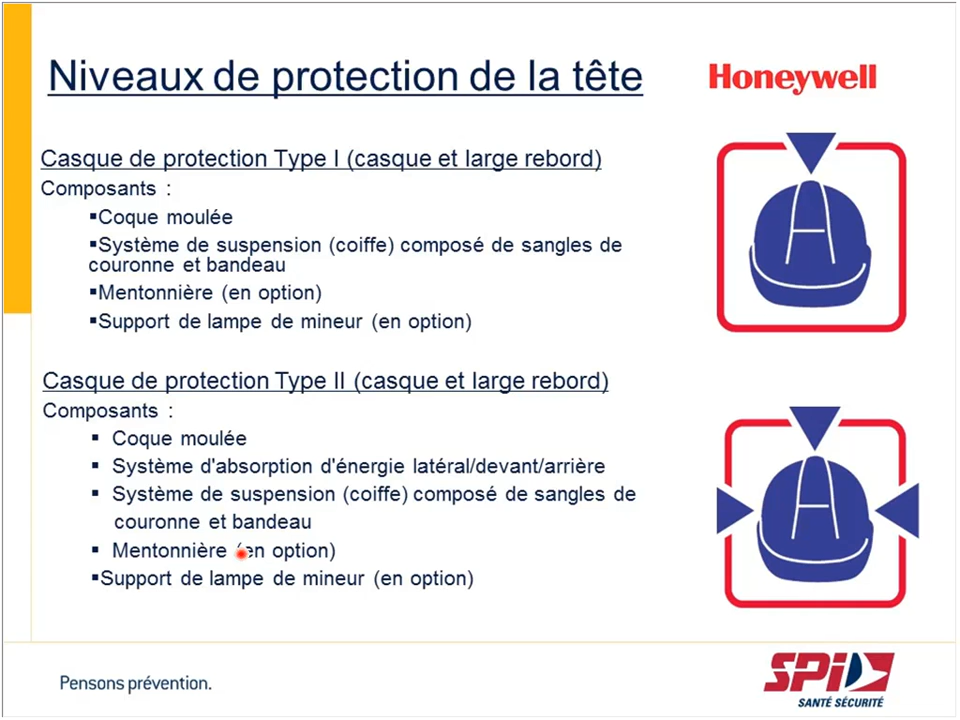 Niveaux de protection de la tête
Honeywell
Casque de protection Type I (casque et large rebord)
Composants :
▪Coque moulée
▪Système de suspension (coiffe) composé de sangles de
couronne et bandeau
▪Mentonnière (en option)
▪Support de lampe de mineur (en option)
Casque de protection Type II (casque et large rebord)
Composants :
▪ Coque moulée
▪ Système d'absorption d'énergie latéral/devant/arrière
▪ Système de suspension (coiffe) composé de sangles de
couronne et bandeau
▪ Mentonnière (en option)
▪Support de lampe de mineur (en option)
Pensons prévention.
SPI
SANTÉ SÉCURITÉ